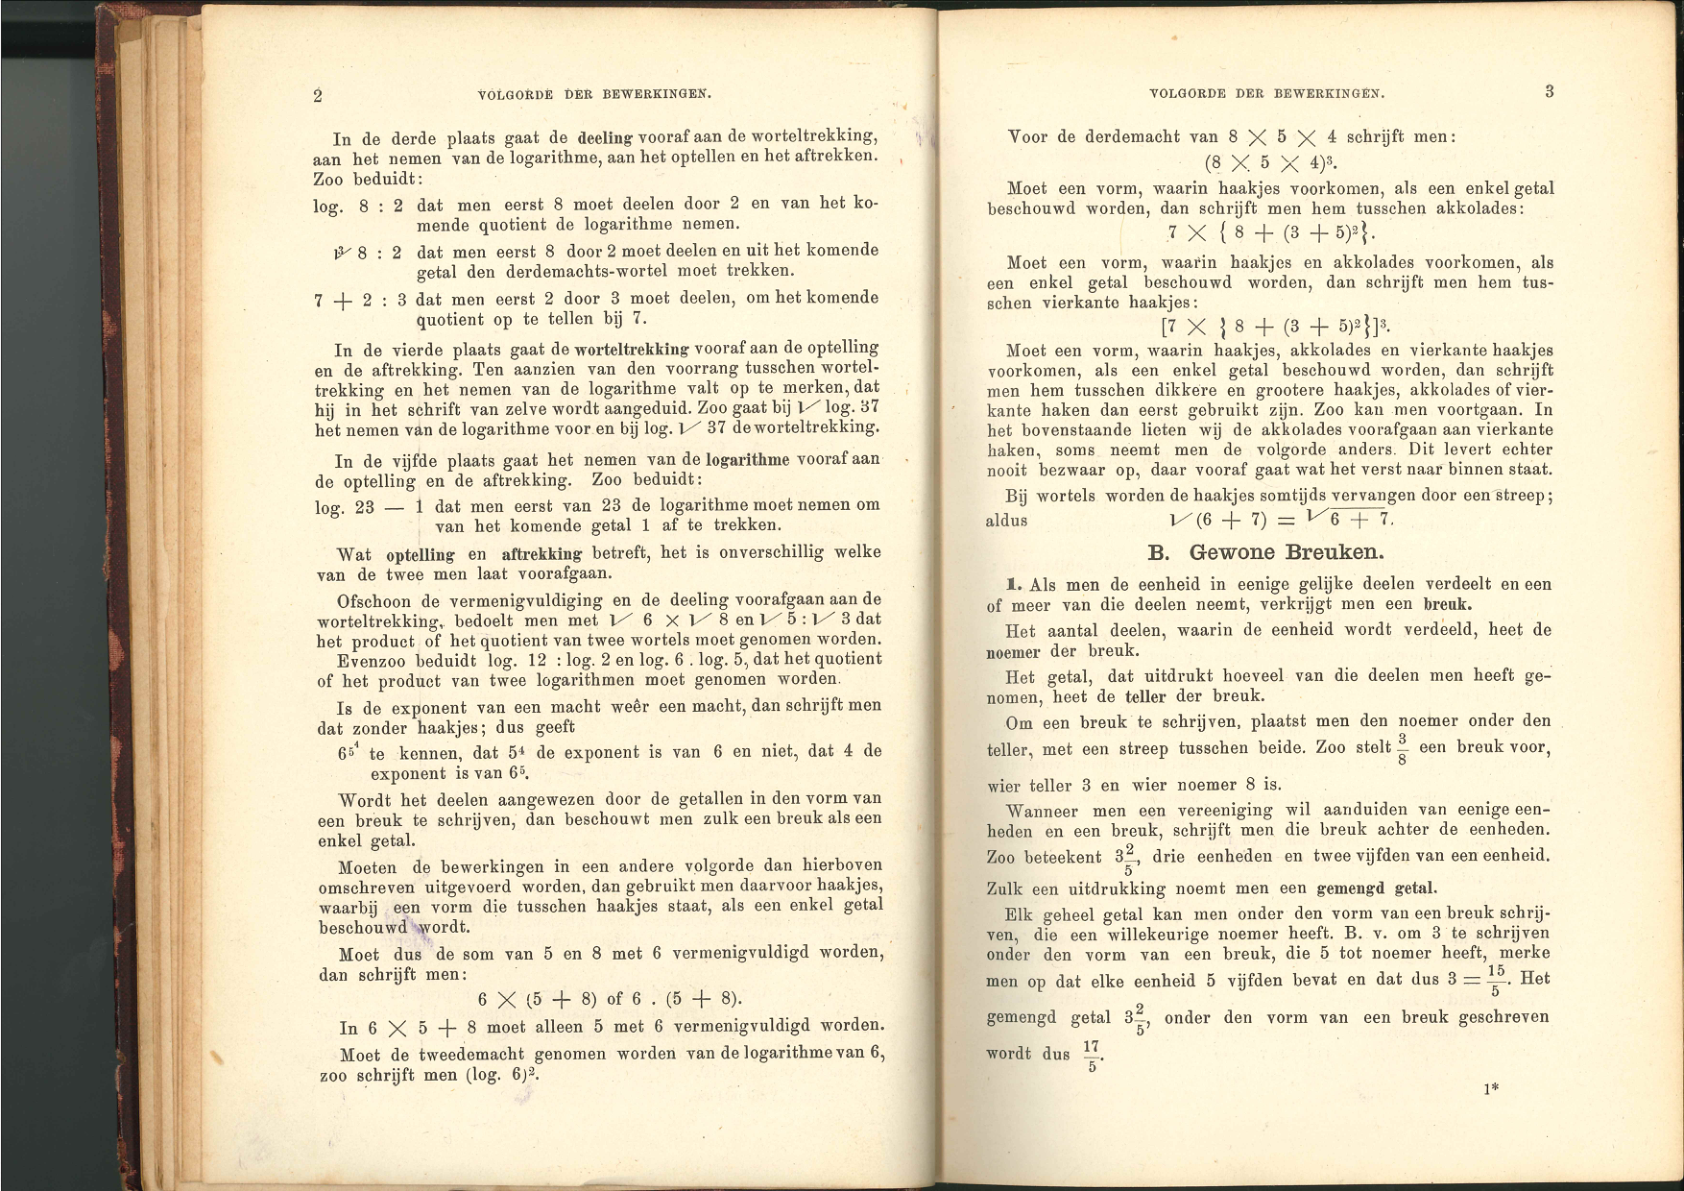 2
VOLGORDE DER BEWERKINGEN.
In de derde plaats gaat de deeling vooraf aan de worteltrekking,
aan het nemen van de logarithme, aan het optellen en het aftrekken.
Zoo beduidt:
log. 8 : 2 dat men eerst 8 moet deelen door 2 en van het ko-
mende quotient de logarithme nemen.
∛ 8 : 2 dat men eerst 8 door 2 moet deelen en uit het komende
getal den derdemachts-wortel moet trekken.
7 + 2 : 3 dat men eerst 2 door 3 moet deelen, om het komende
quotient op te tellen bij 7.
In de vierde plaats gaat de worteltrekking vooraf aan de optelling
en de aftrekking. Ten aanzien van den voorrang tusschen wortel-
trekking en het nemen van de logarithme valt op te merken, dat
hij in het schrift van zelve wordt aangeduid. Zoo gaat bij √ log. 37
het nemen van de logarithme voor en bij log. √ 37 de worteltrekking.
In de vijfde plaats gaat het nemen van de logarithme vooraf aan
de optelling en de aftrekking. Zoo beduidt:
log. 23 — 1 dat men eerst van 23 de logarithme moet nemen om
van het komende getal 1 af te trekken.
Wat optelling en aftrekking betreft, het is onverschillig welke
van de twee men laat voorafgaan.
Ofschoon de vermenigvuldiging en de deeling voorafgaan aan de
worteltrekking, bedoelt men met √ 6 × √ 8 en √ 5 : √ 3 dat
het product of het quotient van twee wortels moet genomen worden.
Evenzoo beduidt log. 12 : log. 2 en log. 6 . log. 5, dat het quotient
of het product van twee logarithmen moet genomen worden.
Is de exponent van een macht weêr een macht, dan schrijft men
dat zonder haakjes; dus geeft
6⁵^⁴ te kennen, dat 5⁴ de exponent is van 6 en niet, dat 4 de
exponent is van 6⁵.
Wordt het deelen aangewezen door de getallen in den vorm van
een breuk te schrijven, dan beschouwt men zulk een breuk als een
enkel getal.
Moeten de bewerkingen in een andere volgorde dan hierboven
omschreven uitgevoerd worden, dan gebruikt men daarvoor haakjes,
waarbij een vorm die tusschen haakjes staat, als een enkel getal
beschouwd wordt.
Moet dus de som van 5 en 8 met 6 vermenigvuldigd worden,
dan schrijft men:
6 × (5 + 8) of 6 . (5 + 8).
In 6 × 5 + 8 moet alleen 5 met 6 vermenigvuldigd worden.
Moet de tweedemacht genomen worden van de logarithme van 6,
zoo schrijft men (log. 6)².
VOLGORDE DER BEWERKINGEN.
3
Voor de derdemacht van 8 × 5 × 4 schrijft men:
(8 × 5 × 4)³.
Moet een vorm, waarin haakjes voorkomen, als een enkel getal
beschouwd worden, dan schrijft men hem tusschen akkolades:
7 × { 8 + (3 + 5)²}.
Moet een vorm, waarin haakjes en akkolades voorkomen, als
een enkel getal beschouwd worden, dan schrijft men hem tus-
schen vierkante haakjes:
[7 × } 8 + (3 + 5)²}]³.
Moet een vorm, waarin haakjes, akkolades en vierkante haakjes
voorkomen, als een enkel getal beschouwd worden, dan schrijft
men hem tusschen dikkere en grootere haakjes, akkolades of vier-
kante haken dan eerst gebruikt zijn. Zoo kan men voortgaan. In
het bovenstaande lieten wij de akkolades voorafgaan aan vierkante
haken, soms neemt men de volgorde anders. Dit levert echter
nooit bezwaar op, daar vooraf gaat wat het verst naar binnen staat.
Bij wortels worden de haakjes somtijds vervangen door een streep;
aldus √ (6 + 7) = √6 + 7.
B. Gewone Breuken.
1. Als men de eenheid in eenige gelijke deelen verdeelt en een
of meer van die deelen neemt, verkrijgt men een breuk.
Het aantal deelen, waarin de eenheid wordt verdeeld, heet de
noemer der breuk.
Het getal, dat uitdrukt hoeveel van die deelen men heeft ge-
nomen, heet de teller der breuk.
Om een breuk te schrijven, plaatst men den noemer onder den
teller, met een streep tusschen beide. Zoo stelt 3/8 een breuk voor,
wier teller 3 en wier noemer 8 is.
Wanneer men een vereeniging wil aanduiden van eenige een-
heden en een breuk, schrijft men die breuk achter de eenheden.
Zoo beteekent 3 2/5, drie eenheden en twee vijfden van een eenheid.
Zulk een uitdrukking noemt men een gemengd getal.
Elk geheel getal kan men onder den vorm van een breuk schrij-
ven, die een willekeurige noemer heeft. B. v. om 3 te schrijven
onder den vorm van een breuk, die 5 tot noemer heeft, merke
men op dat elke eenheid 5 vijfden bevat en dat dus 3 = 15/5. Het
gemengd getal 3 2/5, onder den vorm van een breuk geschreven
wordt dus 17/5.
1*